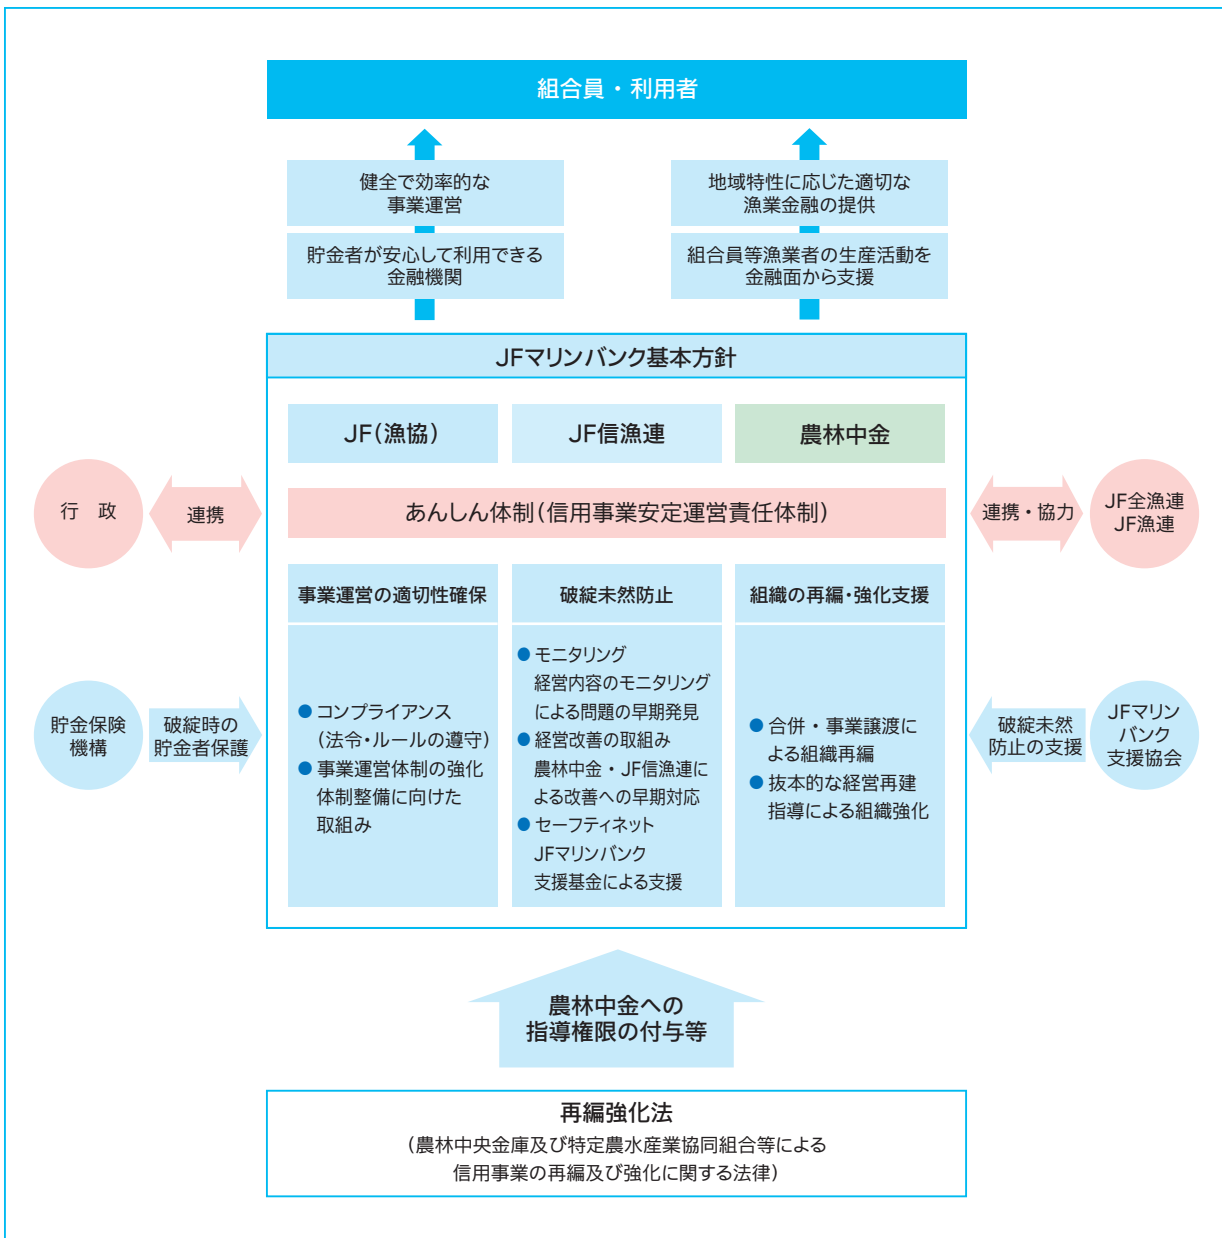 組合員・利用者
健全で効率的な
事業運営
貯金者が安心して利用できる
金融機関
地域特性に応じた適切な
漁業金融の提供
組合員等漁業者の生産活動を
金融面から支援
JFマリンバンク基本方針
JF(漁協)
JF信漁連
農林中金
行　政
連携
あんしん体制(信用事業安定運営責任体制)
連携・協力
JF全漁連
JF漁連
事業運営の適切性確保
●コンプライアンス
(法令・ルールの遵守)
●事業運営体制の強化
体制整備に向けた
取組み
破綻未然防止
●モニタリング
経営内容のモニタリング
による問題の早期発見
●経営改善の取組み
農林中金・JF信漁連に
よる改善への早期対応
●セーフティネット
JFマリンバンク
支援基金による支援
組織の再編・強化支援
●合併・事業譲渡に
よる組織再編
●抜本的な経営再建
指導による組織強化
貯金保険
機構
破綻時の
貯金者保護
破綻未然
防止の支援
JFマリン
バンク
支援協会
農林中金への
指導権限の付与等
再編強化法
(農林中央金庫及び特定農水産業協同組合等による
信用事業の再編及び強化に関する法律)